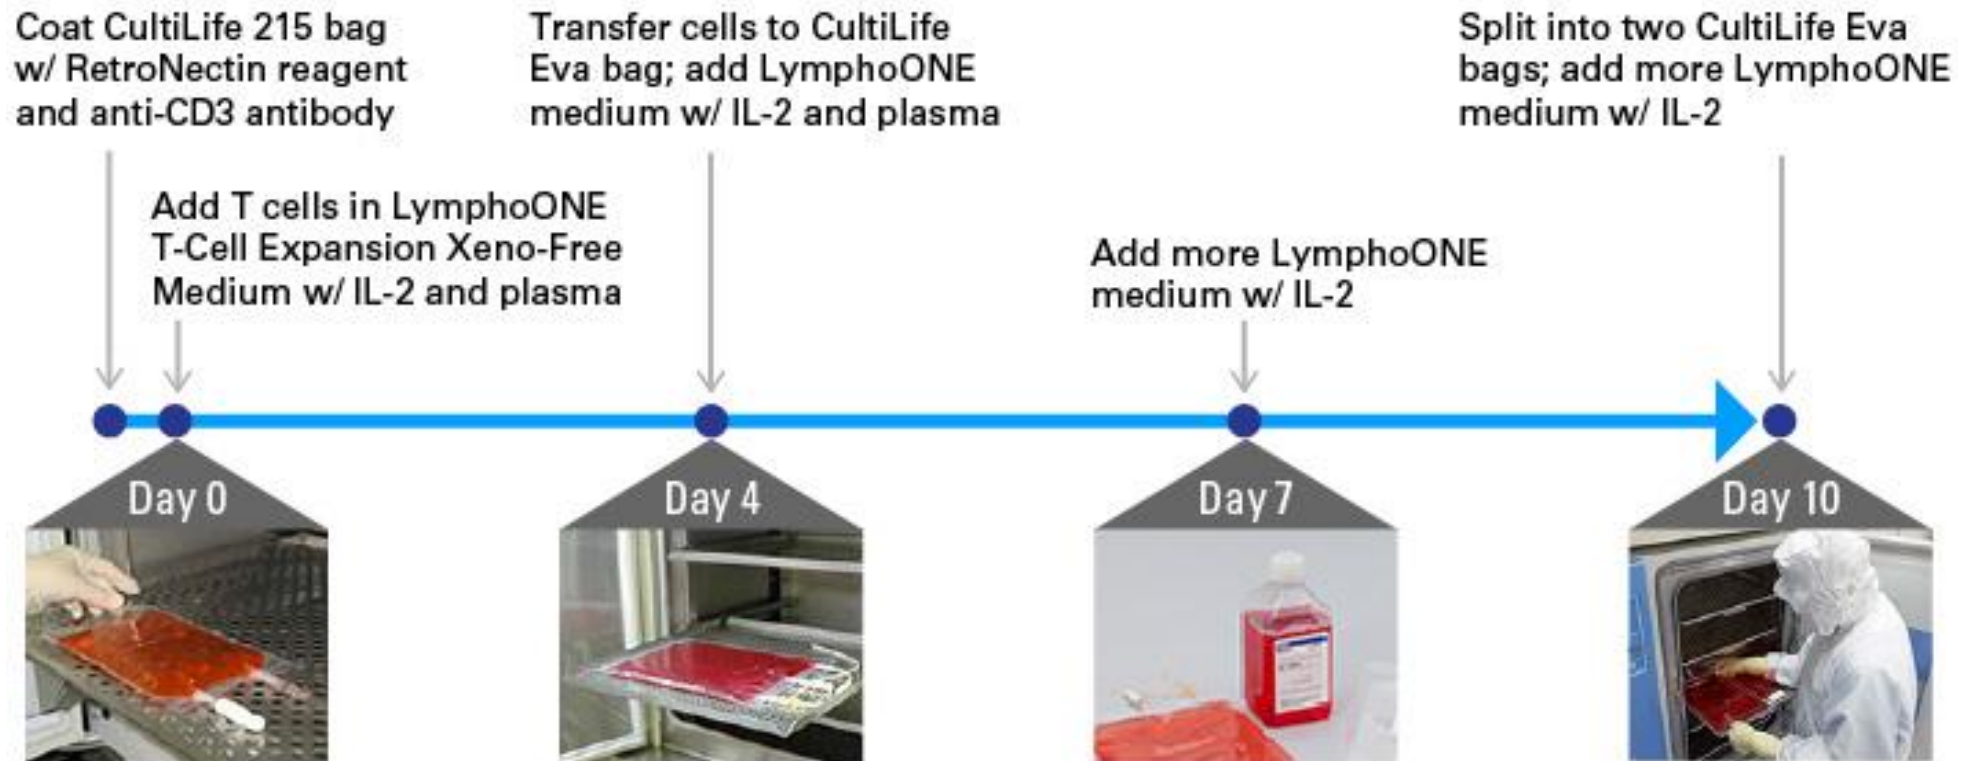 Coat CultiLife 215 bag
w/ RetroNectin reagent
and anti-CD3 antibody
Add T cells in LymphoONE
T-Cell Expansion Xeno-Free
Medium w/ IL-2 and plasma
Transfer cells to CultiLife
Eva bag; add LymphoONE
medium w/ IL-2 and plasma
Add more LymphoONE
medium w/ IL-2
Split into two CultiLife Eva
bags; add more LymphoONE
medium w/ IL-2
Day 0
Day 4
Day 7
Day 10